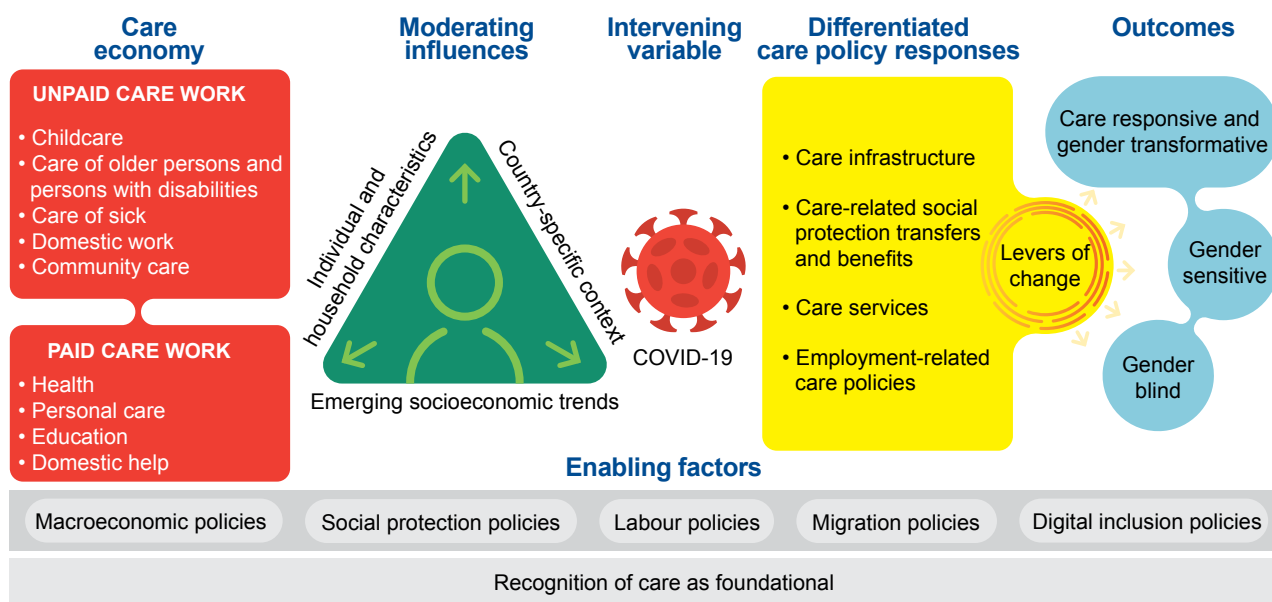 Care
economy
Moderating
influences
Intervening
variable
Differentiated
care policy responses
Outcomes
UNPAID CARE WORK
• Childcare
• Care of older persons and
persons with disabilities
• Care of sick
• Domestic work
• Community care
PAID CARE WORK
• Health
• Personal care
• Education
• Domestic help
Individual and
household characteristics
Country-specific context
Emerging socioeconomic trends
COVID-19
• Care infrastructure
• Care-related social
protection transfers
and benefits
• Care services
• Employment-related
care policies
Levers of
change
Care responsive and
gender transformative
Gender
sensitive
Gender
blind
Enabling factors
Macroeconomic policies
Social protection policies
Labour policies
Migration policies
Digital inclusion policies
Recognition of care as foundational